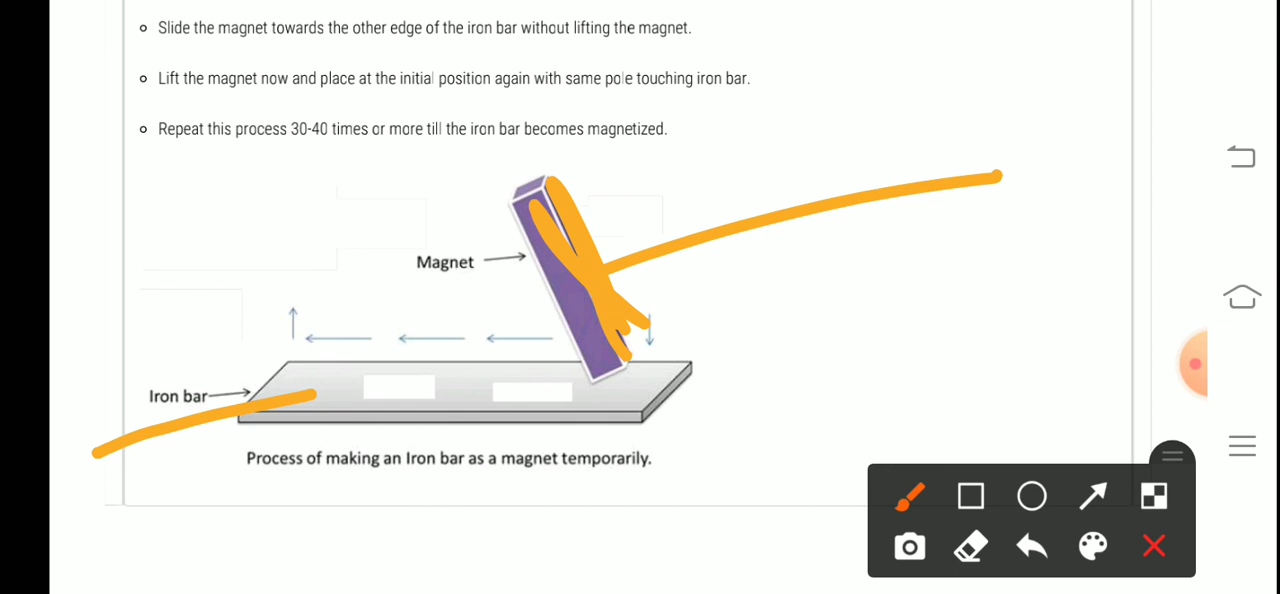 Slide the magnet towards the other edge of the iron bar without lifting the magnet.
Lift the magnet now and place at the initial position again with same pole touching iron bar.
Repeat this process 30-40 times or more till the iron bar becomes magnetized.
Magnet
Iron bar
Process of making an Iron bar as a magnet temporarily.